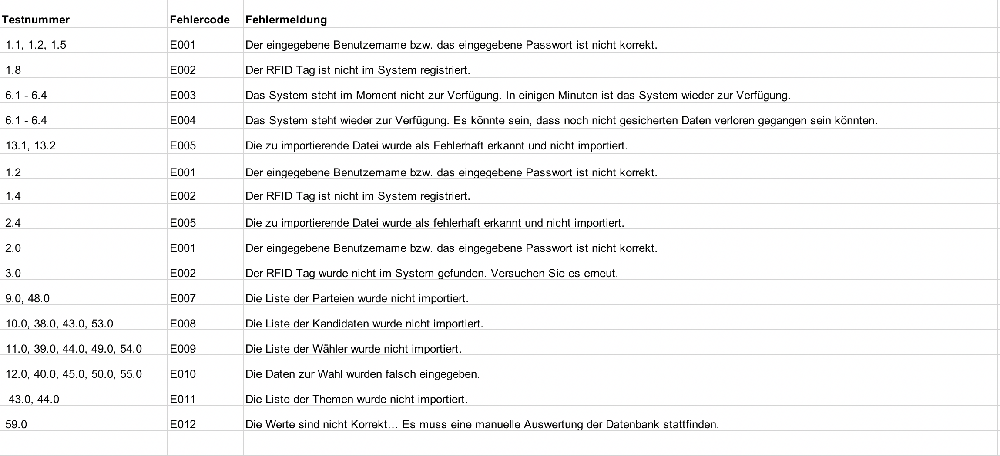 Testnummer Fehlercode Fehlermeldung
1.1, 1.2, 1.5 E001 Der eingegebene Benutzername bzw. das eingegebene Passwort ist nicht korrekt.
1.8 E002 Der RFID Tag ist nicht im System registriert.
6.1 - 6.4 E003 Das System steht im Moment nicht zur Verfügung. In einigen Minuten ist das System wieder zur Verfügung.
6.1 - 6.4 E004 Das System steht wieder zur Verfügung. Es könnte sein, dass noch nicht gesicherten Daten verloren gegangen sein könnten.
13.1, 13.2 E005 Die zu importierende Datei wurde als Fehlerhaft erkannt und nicht importiert.
1.2 E001 Der eingegebene Benutzername bzw. das eingegebene Passwort ist nicht korrekt.
1.4 E002 Der RFID Tag ist nicht im System registriert.
2.4 E005 Die zu importierende Datei wurde als fehlerhaft erkannt und nicht importiert.
2.0 E001 Der eingegebene Benutzername bzw. das eingegebene Passwort ist nicht korrekt.
3.0 E002 Der RFID Tag wurde nicht im System gefunden. Versuchen Sie es erneut.
9.0, 48.0 E007 Die Liste der Parteien wurde nicht importiert.
10.0, 38.0, 43.0, 53.0 E008 Die Liste der Kandidaten wurde nicht importiert.
11.0, 39.0, 44.0, 49.0, 54.0 E009 Die Liste der Wähler wurde nicht importiert.
12.0, 40.0, 45.0, 50.0, 55.0 E010 Die Daten zur Wahl wurden falsch eingegeben.
43.0, 44.0 E011 Die Liste der Themen wurde nicht importiert.
59.0 E012 Die Werte sind nicht Korrekt… Es muss eine manuelle Auswertung der Datenbank stattfinden.